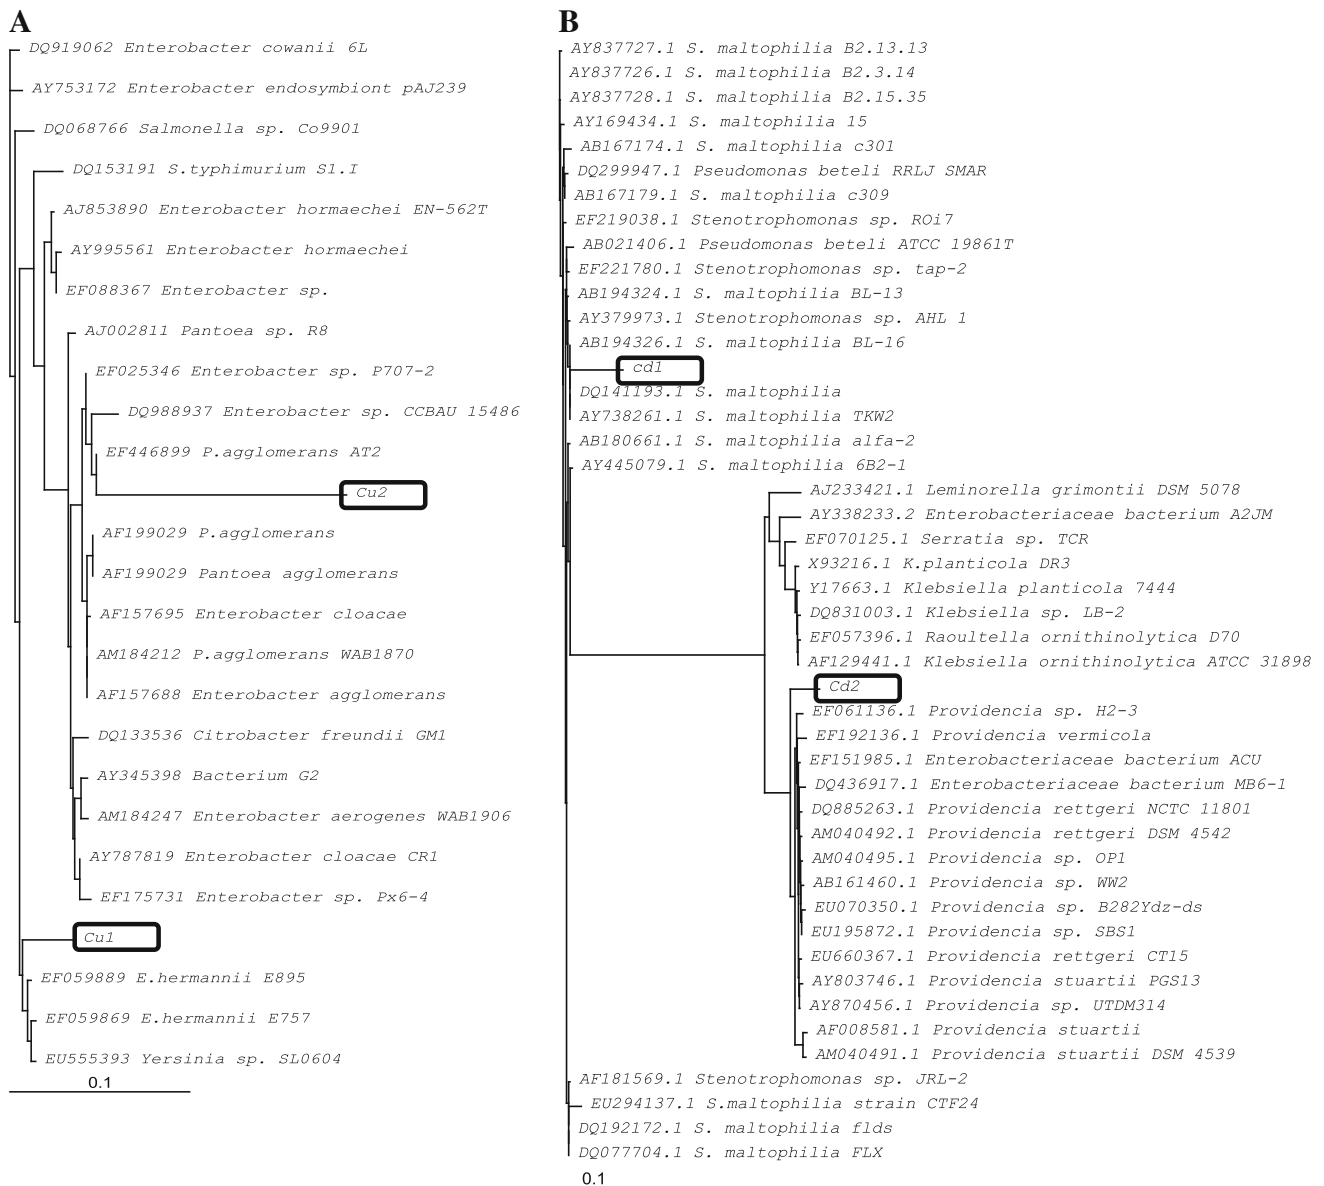 A
DQ919062 Enterobacter cowanii 6L
AY753172 Enterobacter endosymbiont pAJ239
DQ068766 Salmonella sp. Co9901
DQ153191 S.typhimurium S1.I
AJ853890 Enterobacter hormaechei EN-562T
AY995561 Enterobacter hormaechei
EF088367 Enterobacter sp.
AJ002811 Pantoea sp. R8
EF025346 Enterobacter sp. P707-2
DQ988937 Enterobacter sp. CCBAU 15486
EF446899 P.agglomerans AT2
Cu2
AF199029 P.agglomerans
AF199029 Pantoea agglomerans
AF157695 Enterobacter cloacae
AM184212 P.agglomerans WAB1870
AF157688 Enterobacter agglomerans
DQ133536 Citrobacter freundii GM1
AY345398 Bacterium G2
AM184247 Enterobacter aerogenes WAB1906
AY787819 Enterobacter cloacae CR1
EF175731 Enterobacter sp. Px6-4
Cu1
EF059889 E.hermannii E895
EF059869 E.hermannii E757
EU555393 Yersinia sp. SL0604
0.1
B
AY837727.1 S. maltophilia B2.13.13
AY837726.1 S. maltophilia B2.3.14
AY837728.1 S. maltophilia B2.15.35
AY169434.1 S. maltophilia 15
AB167174.1 S. maltophilia c301
DQ299947.1 Pseudomonas beteli RRLJ SMAR
AB167179.1 S. maltophilia c309
EF219038.1 Stenotrophomonas sp. ROi7
AB021406.1 Pseudomonas beteli ATCC 19861T
EF221780.1 Stenotrophomonas sp. tap-2
AB194324.1 S. maltophilia BL-13
AY379973.1 Stenotrophomonas sp. AHL 1
AB194326.1 S. maltophilia BL-16
cd1
DQ141193.1 S. maltophilia
AY738261.1 S. maltophilia TKW2
AB180661.1 S. maltophilia alfa-2
AY445079.1 S. maltophilia 6B2-1
AJ233421.1 Leminorella grimontii DSM 5078
AY338233.2 Enterobacteriaceae bacterium A2JM
EF070125.1 Serratia sp. TCR
X93216.1 K.planticola DR3
Y17663.1 Klebsiella planticola 7444
DQ831003.1 Klebsiella sp. LB-2
EF057396.1 Raoultella ornithinolytica D70
AF129441.1 Klebsiella ornithinolytica ATCC 31898
Cd2
EF061136.1 Providencia sp. H2-3
EF192136.1 Providencia vermicola
EF151985.1 Enterobacteriaceae bacterium ACU
DQ436917.1 Enterobacteriaceae bacterium MB6-1
DQ885263.1 Providencia rettgeri NCTC 11801
AM040492.1 Providencia rettgeri DSM 4542
AM040495.1 Providencia sp. OP1
AB161460.1 Providencia sp. WW2
EU070350.1 Providencia sp. B282Ydz-ds
EU195872.1 Providencia sp. SBS1
EU660367.1 Providencia rettgeri CT15
AY803746.1 Providencia stuartii PGS13
AY870456.1 Providencia sp. UTDM314
AF008581.1 Providencia stuartii
AM040491.1 Providencia stuartii DSM 4539
AF181569.1 Stenotrophomonas sp. JRL-2
EU294137.1 S.maltophilia strain CTF24
DQ192172.1 S. maltophilia flds
DQ077704.1 S. maltophilia FLX
0.1